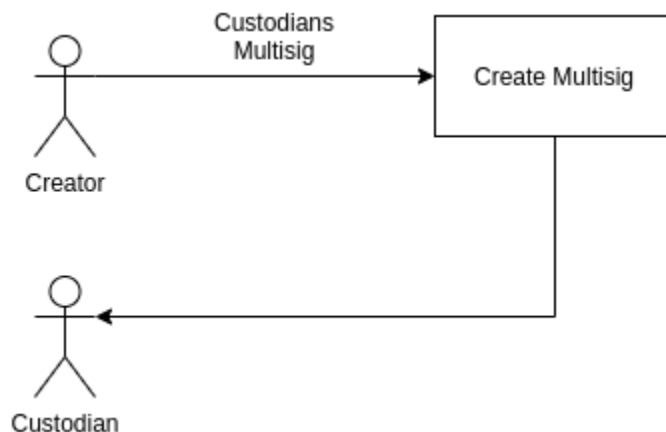 Custodians
Multisig
Create Multisig
Creator
Custodian